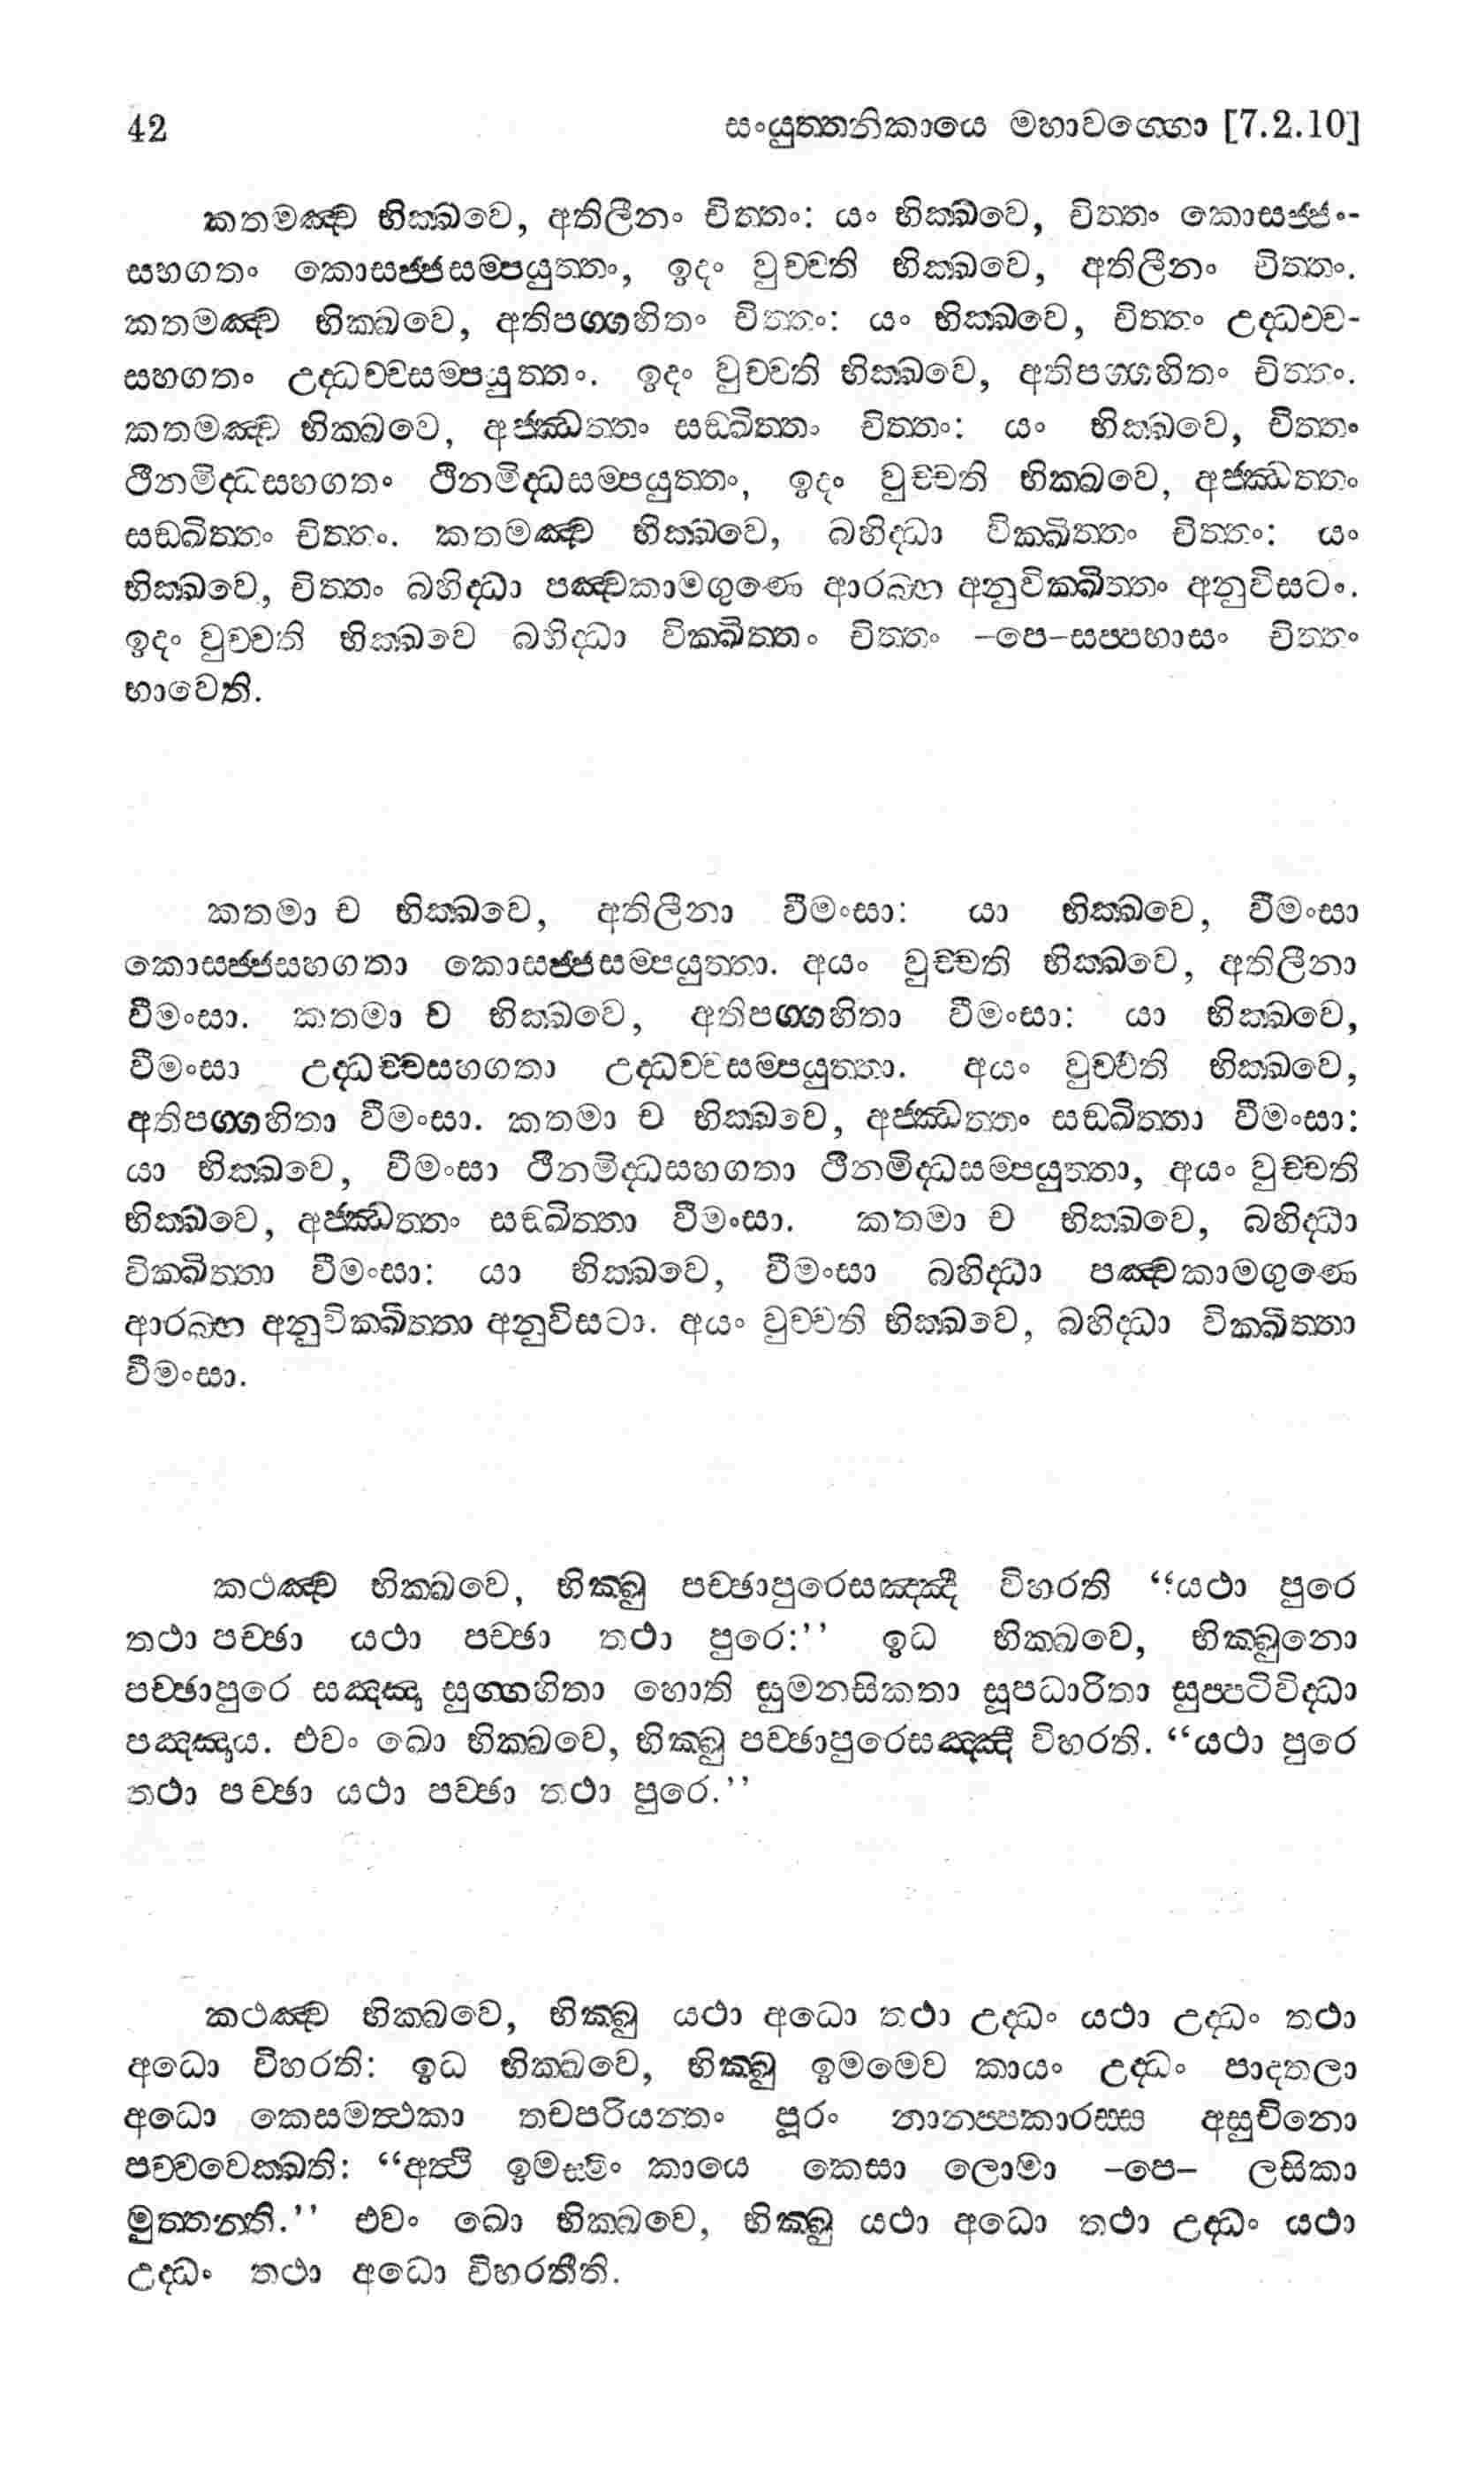 42 සංයුත්තනිකායෙ මහාවග්ගො [7.2.10]
කතමඤ්ච භික්ඛවෙ, අතිලීනං චිත්තං: යං භික්ඛවෙ, චිත්තං කොසජ්ජං-
සහගතං කොසජ්ජසම්පයුත්තං, ඉදං වුච්චති භික්ඛවෙ, අතිලීනං චිත්තං.
කතමඤ්ච භික්ඛවෙ, අතිපග්ගහිතං චිත්තං: යං භික්ඛවෙ, චිත්තං උද්ධච්ච-
සහගතං උද්ධච්චසම්පයුත්තං. ඉදං වුච්චති භික්ඛවෙ, අතිපග්ගහිතං චිත්තං.
කතමඤ්ච භික්ඛවෙ, අජ්ඣත්තං සඞ්ඛිත්තං චිත්තං: යං භික්ඛවෙ, චිත්තං
ථීනමිද්ධසහගතං ථීනමිද්ධසම්පයුත්තං, ඉදං වුච්චති භික්ඛවෙ, අජ්ඣත්තං
සඞ්ඛිත්තං චිත්තං. කතමඤ්ච භික්ඛවෙ, බහිද්ධා වික්ඛිත්තං චිත්තං: යං
භික්ඛවෙ, චිත්තං බහිද්ධා පඤ්චකාමගුණෙ ආරබ්භ අනුවික්ඛිත්තං අනුවිසටං.
ඉදං වුච්චති භික්ඛවෙ බහිද්ධා වික්ඛිත්තං චිත්තං –පෙ–සප්පභාසං චිත්තං
භාවෙති.
කතමා ච භික්ඛවෙ, අතිලීනා වීමංසා: යා භික්ඛවෙ, වීමංසා
කොසජ්ජසහගතා කොසජ්ජසම්පයුත්තා. අයං වුච්චති භික්ඛවෙ, අතිලීනා
වීමංසා. කතමා ච භික්ඛවෙ, අතිපග්ගහිතා වීමංසා: යා භික්ඛවෙ,
වීමංසා උද්ධච්චසහගතා උද්ධච්චසම්පයුත්තා. අයං වුච්චති භික්ඛවෙ,
අතිපග්ගහිතා වීමංසා. කතමා ච භික්ඛවෙ, අජ්ඣත්තං සඞ්ඛිත්තා වීමංසා:
යා භික්ඛවෙ, වීමංසා ථීනමිද්ධසහගතා ථීනමිද්ධසම්පයුත්තා, අයං වුච්චති
භික්ඛවෙ, අජ්ඣත්තං සඞ්ඛිත්තා වීමංසා. කතමා ච භික්ඛවෙ, බහිද්ධා
වික්ඛිත්තා වීමංසා: යා භික්ඛවෙ, වීමංසා බහිද්ධා පඤ්චකාමගුණෙ
ආරබ්භ අනුවික්ඛිත්තා අනුවිසටා. අයං වුච්චති භික්ඛවෙ, බහිද්ධා වික්ඛිත්තා
වීමංසා.
කථඤ්ච භික්ඛවෙ, භික්ඛු පච්ඡාපුරෙසඤ්ඤී විහරති “යථා පුරෙ
තථා පච්ඡා යථා පච්ඡා තථා පුරෙ:’’ ඉධ භික්ඛවෙ, භික්ඛුනො
පච්ඡාපුරෙ සඤ්ඤා සුග්ගහිතා හොති සුමනසිකතා සූපධාරිතා සුප්පටිවිද්ධා
පඤ්ඤාය. එවං ඛො භික්ඛවෙ, භික්ඛු පච්ඡාපුරෙසඤ්ඤී විහරති. “යථා පුරෙ
තථා පච්ඡා යථා පච්ඡා තථා පුරෙ.’’
කථඤ්ච භික්ඛවෙ, භික්ඛු යථා අධො තථා උද්ධං යථා උද්ධං තථා
අධො විහරති: ඉධ භික්ඛවෙ, භික්ඛු ඉමමෙව කායං උද්ධං පාදතලා
අධො කෙසමත්ථකා තචපරියන්තං පූරං නානප්පකාරස්ස අසුචිනො
පච්චවෙක්ඛති: “අත්ථි ඉමස්මිං කායෙ කෙසා ලොමා –පෙ– ලසිකා
මුත්තන්ති.’’ එවං ඛො භික්ඛවෙ, භික්ඛු යථා අධො තථා උද්ධං යථා
උද්ධං තථා අධො විහරතීති.